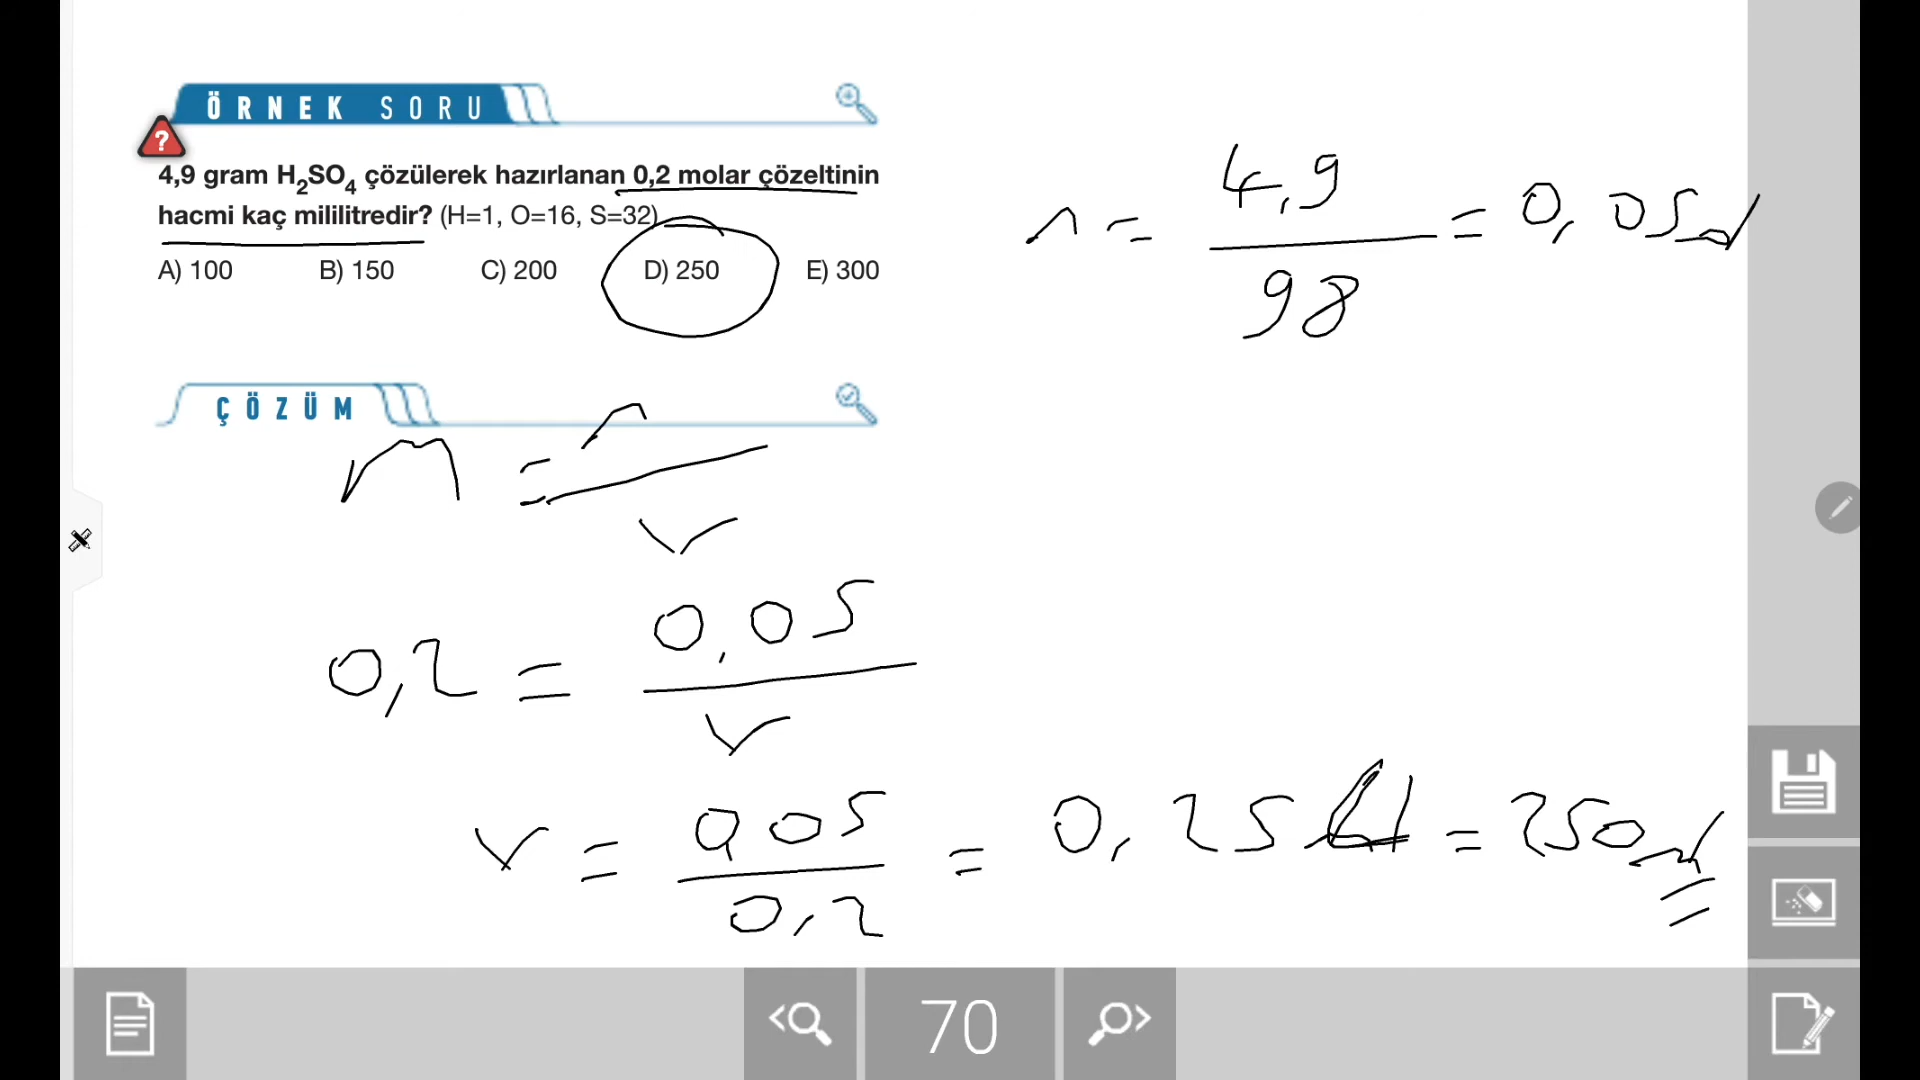 ÖRNEK SORU
?
4,9 gram H₂SO₄ çözülerek hazırlanan 0,2 molar çözeltinin
hacmi kaç mililitredir? (H=1, O=16, S=32)
A) 100 B) 150 C) 200 D) 250 E) 300
n = 4,9 / 98 = 0,05
ÇÖZÜM
m = n / v
0,2 = 0,05 / v
v = 0,05 / 0,2 = 0,25 = 250 ml
70